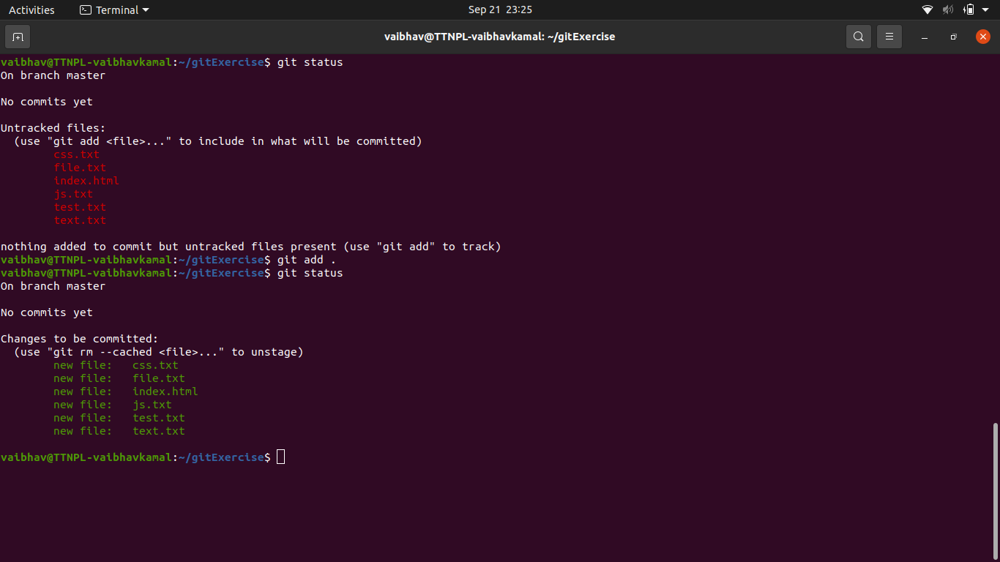 Activities Terminal Sep 21 23:25
vaibhav@TTNPL-vaibhavkamal: ~/gitExercise
vaibhav@TTNPL-vaibhavkamal:~/gitExercise$ git status
On branch master
No commits yet
Untracked files:
  (use "git add <file>..." to include in what will be committed)
        css.txt
        file.txt
        index.html
        js.txt
        test.txt
        text.txt
nothing added to commit but untracked files present (use "git add" to track)
vaibhav@TTNPL-vaibhavkamal:~/gitExercise$ git add .
vaibhav@TTNPL-vaibhavkamal:~/gitExercise$ git status
On branch master
No commits yet
Changes to be committed:
  (use "git rm --cached <file>..." to unstage)
        new file:   css.txt
        new file:   file.txt
        new file:   index.html
        new file:   js.txt
        new file:   test.txt
        new file:   text.txt
vaibhav@TTNPL-vaibhavkamal:~/gitExercise$